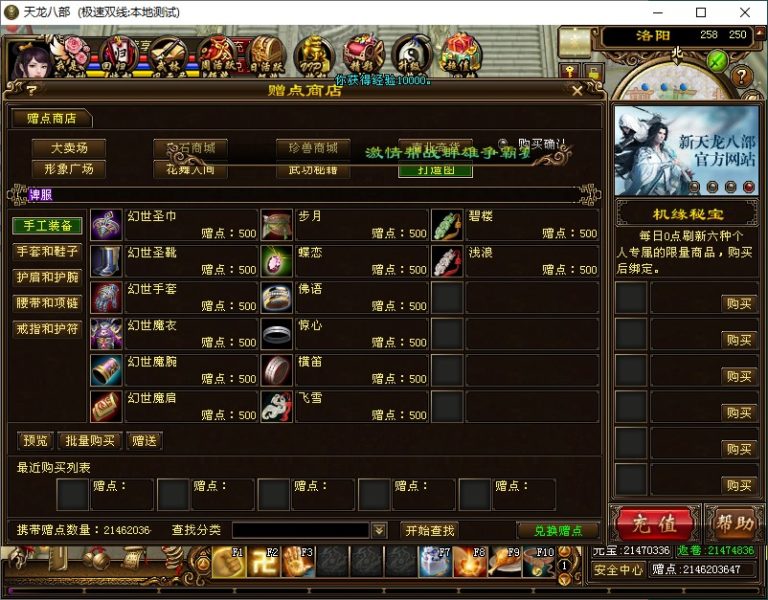 天龙八部 (极速双线:本地测试)
洛阳 258 250
北
你获得经验10000。
赠点商店
赠点商店
大卖场
珍兽商城
购买确认
激情帮战群雄争霸
形象广场
花舞人间
武功秘籍
打造图
牌服
手工装备
手套和鞋子
护肩和护腕
腰带和项链
戒指和护符
幻世圣巾 赠点：500
步月 赠点：500
碧楼 赠点：500
幻世圣靴 赠点：500
蝶恋 赠点：500
浅浪 赠点：500
幻世手套 赠点：500
佛语 赠点：500
幻世魔衣 赠点：500
惊心 赠点：500
幻世魔腕 赠点：500
横笛 赠点：500
幻世魔肩 赠点：500
飞雪 赠点：500
预览 批量购买 赠送
最近购买列表
赠点： 赠点： 赠点： 赠点： 赠点：
携带赠点数量：21462036 查找分类 开始查找 兑换赠点
新天龙八部
官方网站
机缘秘宝
每日0点刷新六种个
人专属的限量商品，购买
后绑定。
购买
购买
购买
购买
购买
购买
充值 帮助
F1 F2 F3 F7 F8 F9 F10
元宝:21470336 :21474836
安全中心 赠点:2146203647